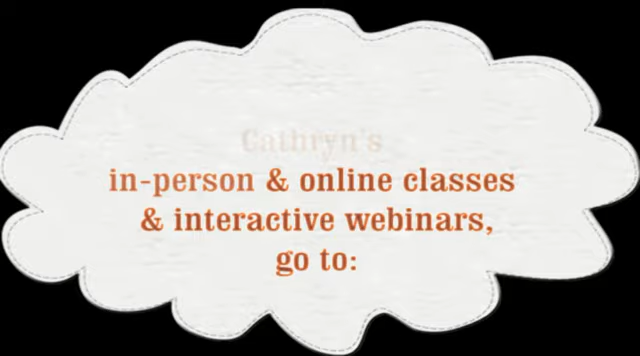 Cathryn's
in-person & online classes
& interactive webinars,
go to: